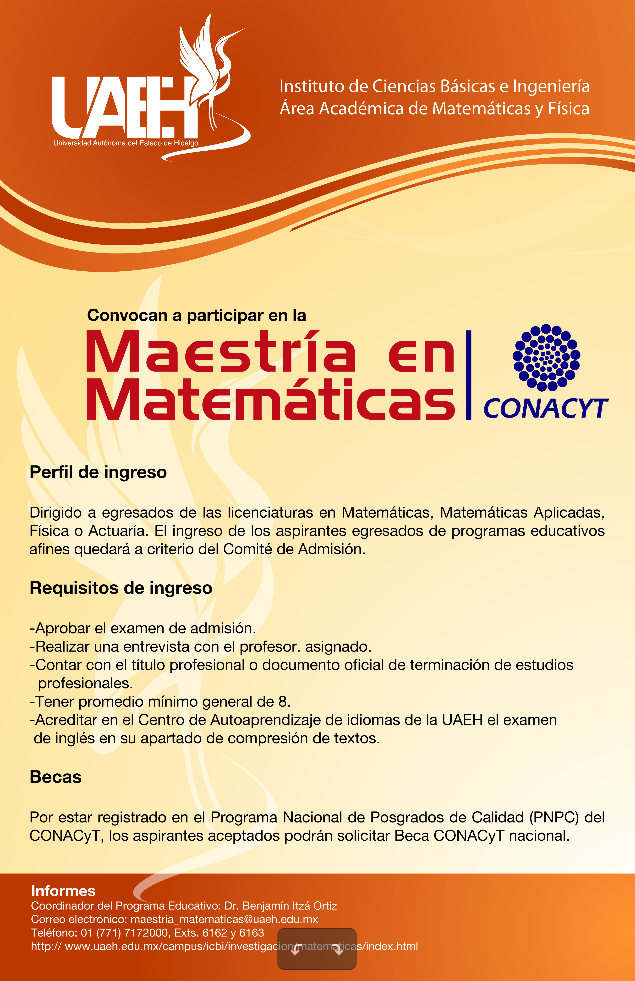 UAEH
Universidad Autónoma del Estado de Hidalgo
Instituto de Ciencias Básicas e Ingeniería
Área Académica de Matemáticas y Física
Convocan a participar en la
Maestría en
Matemáticas
CONACYT
Perfil de ingreso
Dirigido a egresados de las licenciaturas en Matemáticas, Matemáticas Aplicadas,
Física o Actuaría. El ingreso de los aspirantes egresados de programas educativos
afines quedará a criterio del Comité de Admisión.
Requisitos de ingreso
-Aprobar el examen de admisión.
-Realizar una entrevista con el profesor. asignado.
-Contar con el título profesional o documento oficial de terminación de estudios
profesionales.
-Tener promedio mínimo general de 8.
-Acreditar en el Centro de Autoaprendizaje de idiomas de la UAEH el examen
de inglés en su apartado de compresión de textos.
Becas
Por estar registrado en el Programa Nacional de Posgrados de Calidad (PNPC) del
CONACyT, los aspirantes aceptados podrán solicitar Beca CONACyT nacional.
Informes
Coordinador del Programa Educativo: Dr. Benjamín Itzá Ortiz
Correo electrónico: maestria_matematicas@uaeh.edu.mx
Teléfono: 01 (771) 7172000, Exts. 6162 y 6163
http:// www.uaeh.edu.mx/campus/icbi/investigacion/matematicas/index.html